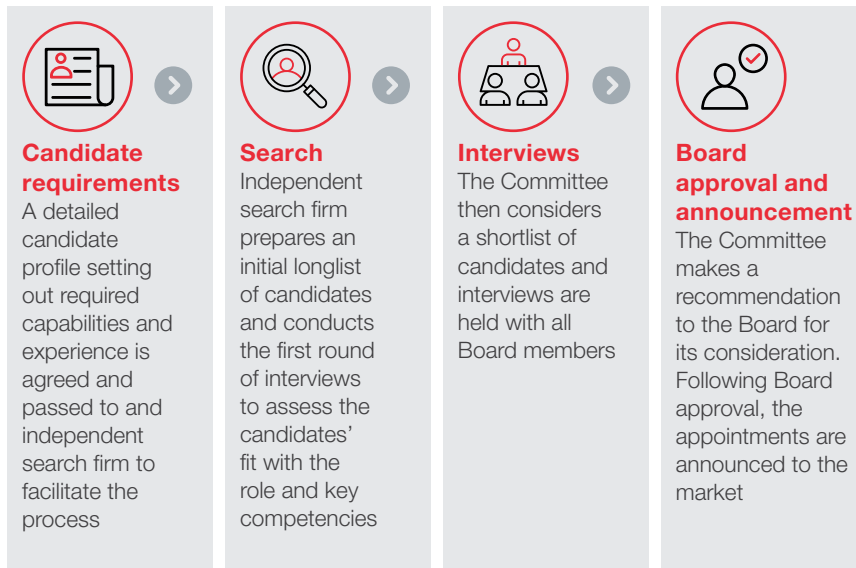 Candidate
requirements
A detailed
candidate
profile setting
out required
capabilities and
experience is
agreed and
passed to and
independent
search firm to
facilitate the
process
Search
Independent
search firm
prepares an
initial longlist
of candidates
and conducts
the first round
of interviews
to assess the
candidates’
fit with the
role and key
competencies
Interviews
The Committee
then considers
a shortlist of
candidates and
interviews are
held with all
Board members
Board
approval and
announcement
The Committee
makes a
recommendation
to the Board for
its consideration.
Following Board
approval, the
appointments are
announced to the
market